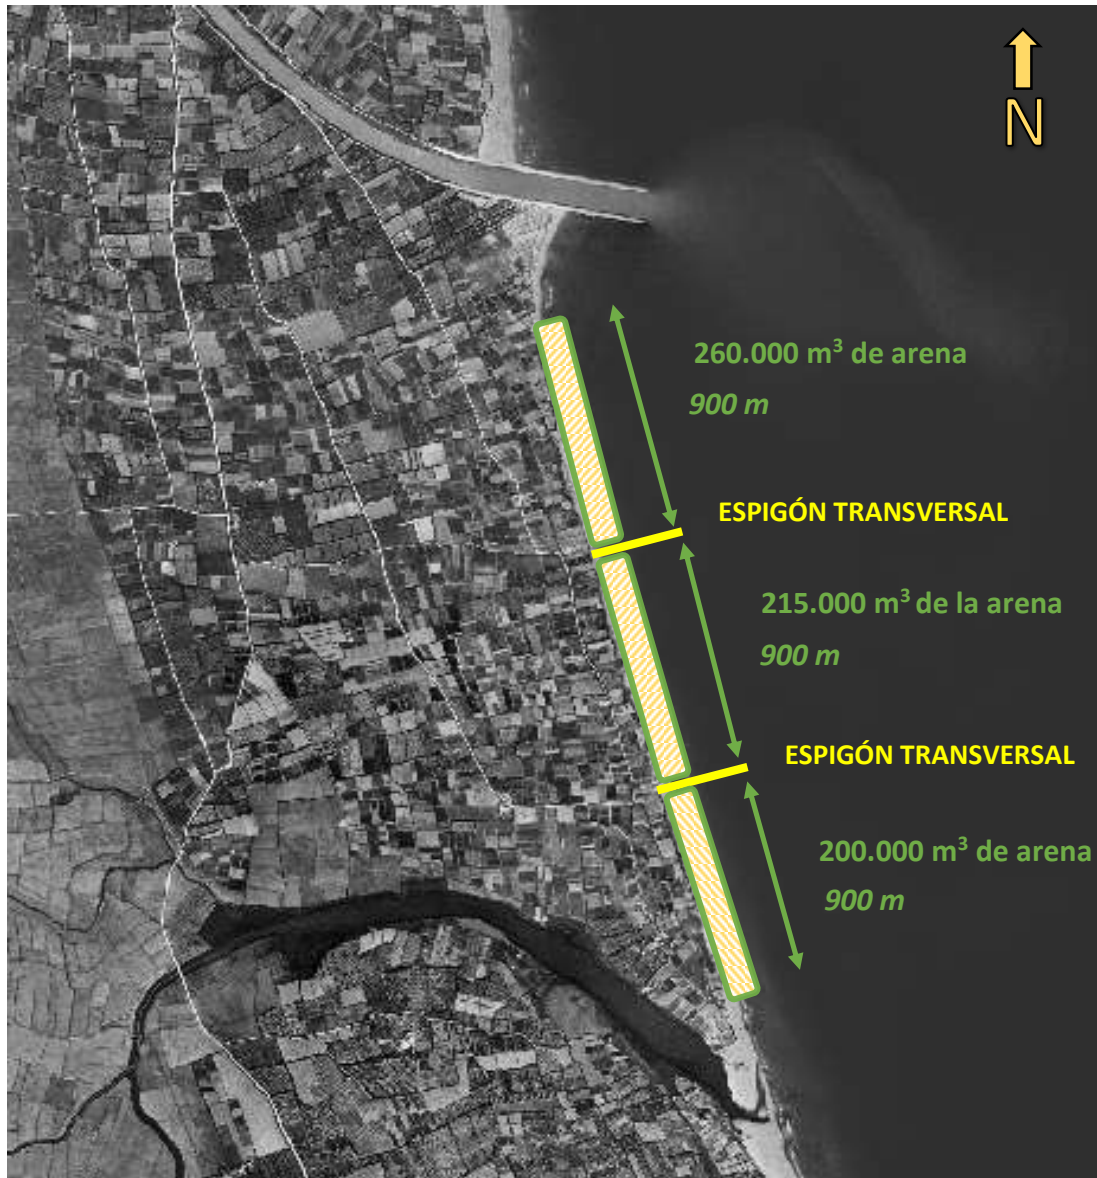 N
260.000 m³ de arena
900 m
ESPIGÓN TRANSVERSAL
215.000 m³ de la arena
900 m
ESPIGÓN TRANSVERSAL
200.000 m³ de arena
900 m